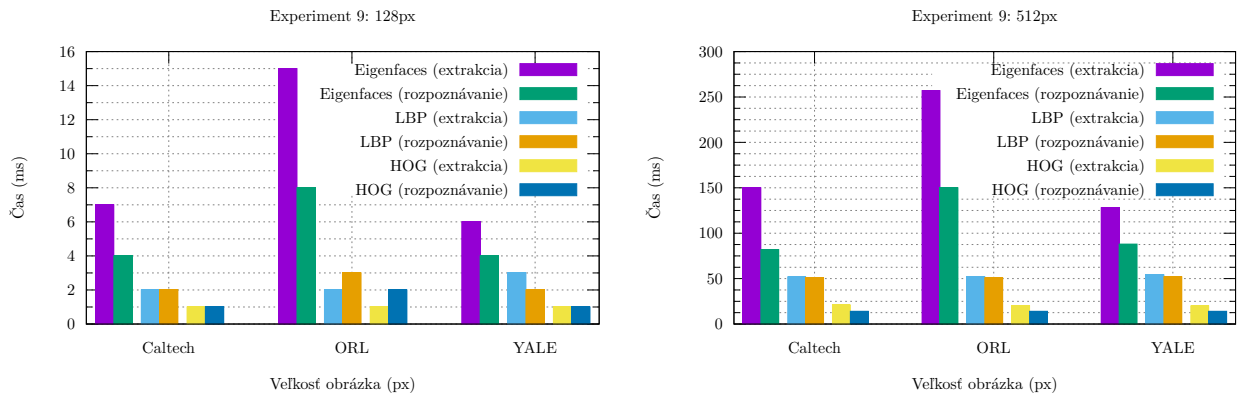 Experiment 9: 128px
Čas (ms)
16
14
12
10
8
6
4
2
0
Eigenfaces (extrakcia)
Eigenfaces (rozpoznávanie)
LBP (extrakcia)
LBP (rozpoznávanie)
HOG (extrakcia)
HOG (rozpoznávanie)
Caltech ORL YALE
Veľkosť obrázka (px)
Experiment 9: 512px
Čas (ms)
300
250
200
150
100
50
0
Eigenfaces (extrakcia)
Eigenfaces (rozpoznávanie)
LBP (extrakcia)
LBP (rozpoznávanie)
HOG (extrakcia)
HOG (rozpoznávanie)
Caltech ORL YALE
Veľkosť obrázka (px)